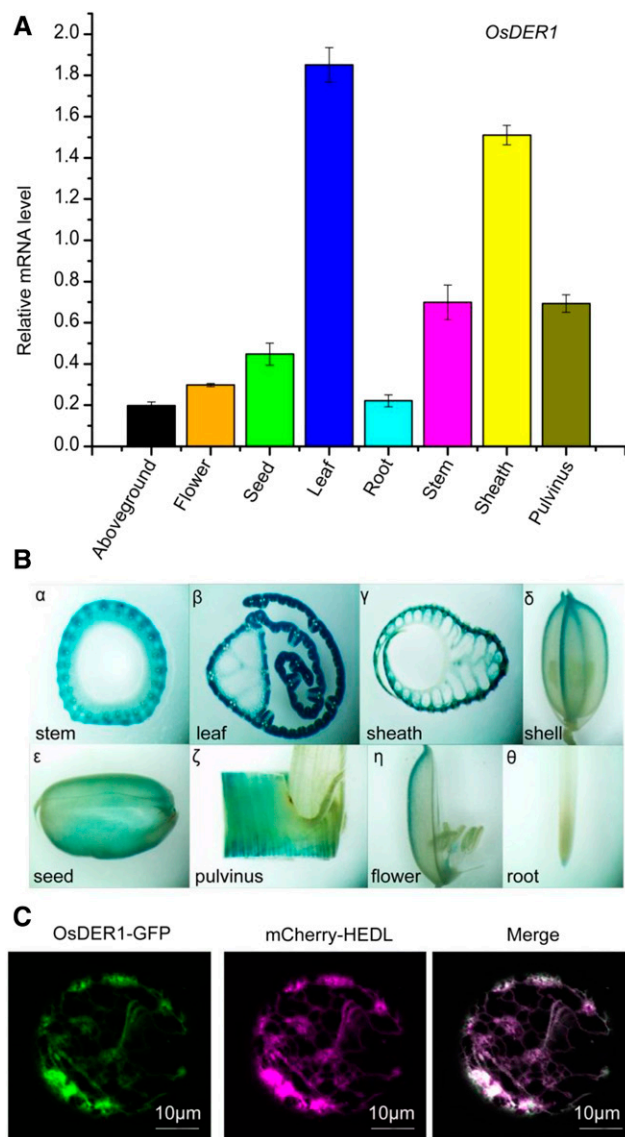 A
OsDER1
Relative mRNA level
2.0
1.8
1.6
1.4
1.2
1.0
0.8
0.6
0.4
0.2
0.0
Aboveground
Flower
Seed
Leaf
Root
Stem
Sheath
Pulvinus
B
α
stem
β
leaf
γ
sheath
δ
shell
ε
seed
ζ
pulvinus
η
flower
θ
root
C
OsDER1-GFP
mCherry-HEDL
Merge
10μm
10μm
10μm